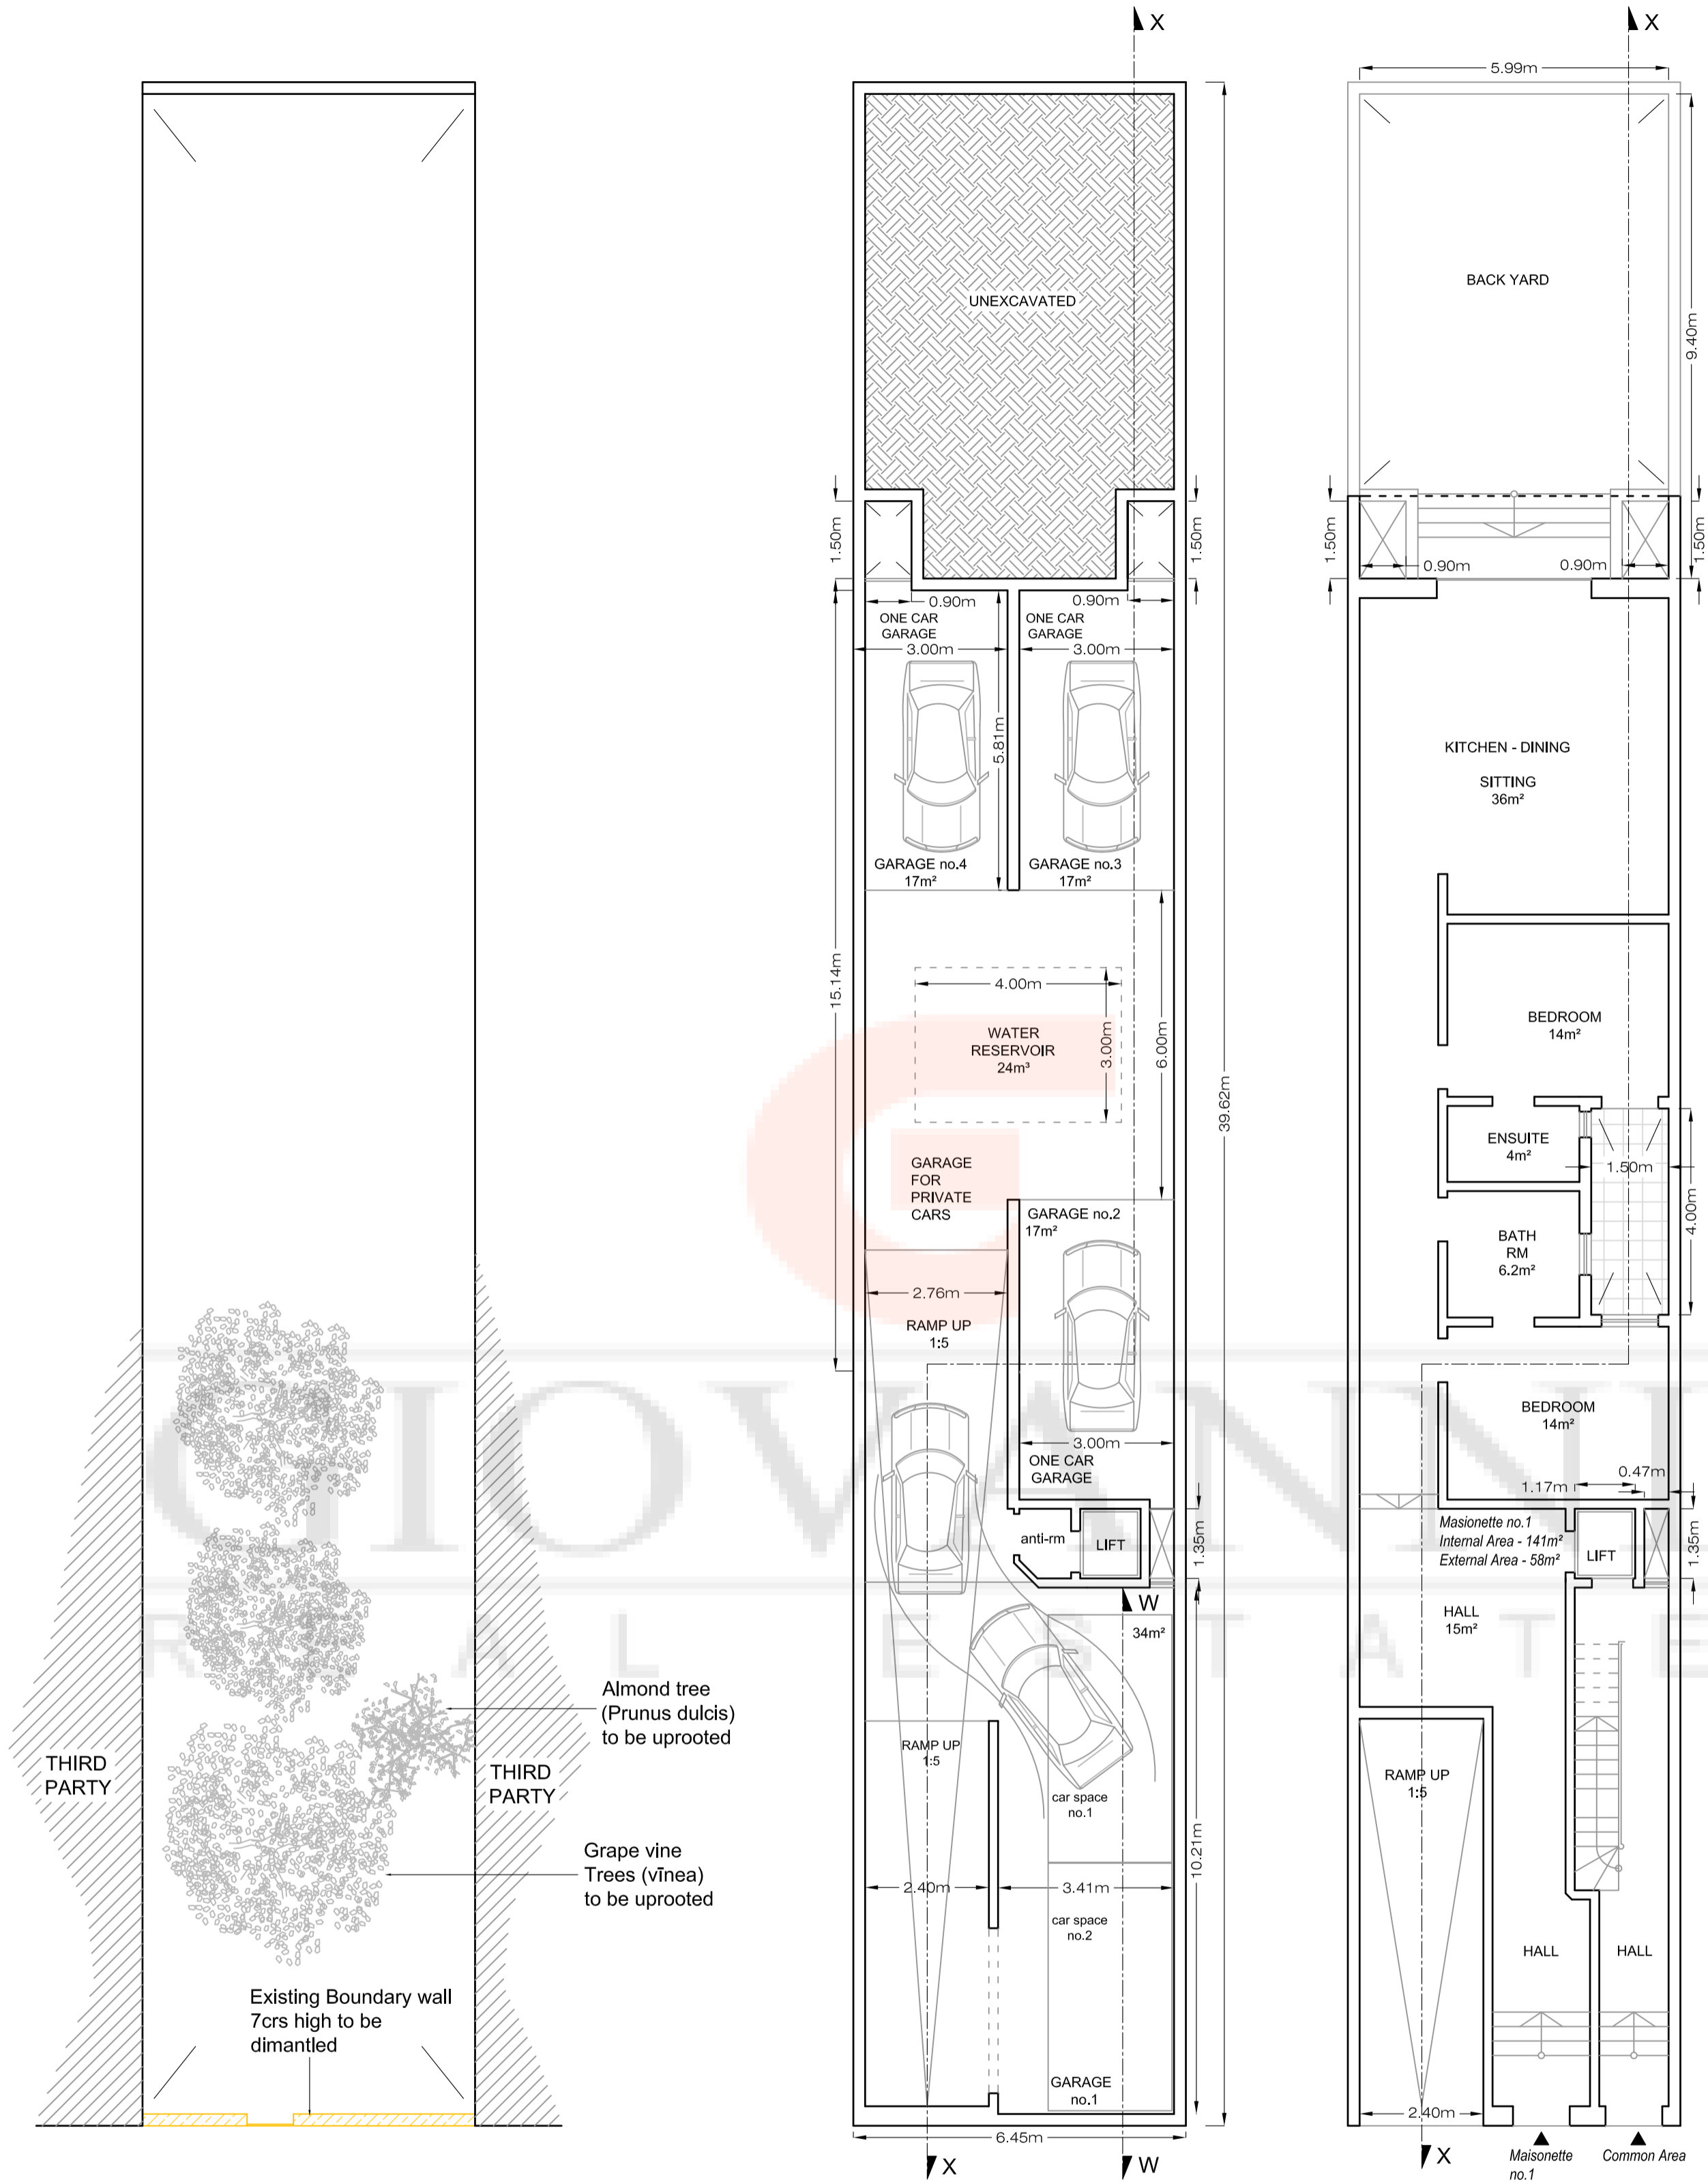 THIRD
PARTY
Almond tree
(Prunus dulcis)
to be uprooted
THIRD
PARTY
Grape vine
Trees (vīnea)
to be uprooted
Existing Boundary wall
7crs high to be
dimantled
X
UNEXCAVATED
1.50m
1.50m
0.90m
0.90m
ONE CAR
GARAGE
ONE CAR
GARAGE
3.00m
3.00m
5.81m
GARAGE no.4
17m²
GARAGE no.3
17m²
15.14m
4.00m
WATER
RESERVOIR
24m³
3.00m
6.00m
39.62m
GARAGE
FOR
PRIVATE
CARS
GARAGE no.2
17m²
2.76m
RAMP UP
1:5
3.00m
ONE CAR
GARAGE
anti-rm
LIFT
1.35m
W
34m²
RAMP UP
1:5
car space
no.1
10.21m
2.40m
3.41m
car space
no.2
GARAGE
no.1
6.45m
X
W
X
5.99m
BACK YARD
9.40m
1.50m
1.50m
0.90m
0.90m
KITCHEN - DINING
SITTING
36m²
BEDROOM
14m²
ENSUITE
4m²
1.50m
4.00m
BATH
RM
6.2m²
BEDROOM
14m²
0.47m
1.17m
Masionette no.1
Internal Area - 141m²
External Area - 58m²
LIFT
1.35m
HALL
15m²
RAMP UP
1:5
HALL
HALL
2.40m
X
Maisonette
no.1
Common Area
GIOVANNI
REAL ESTATE